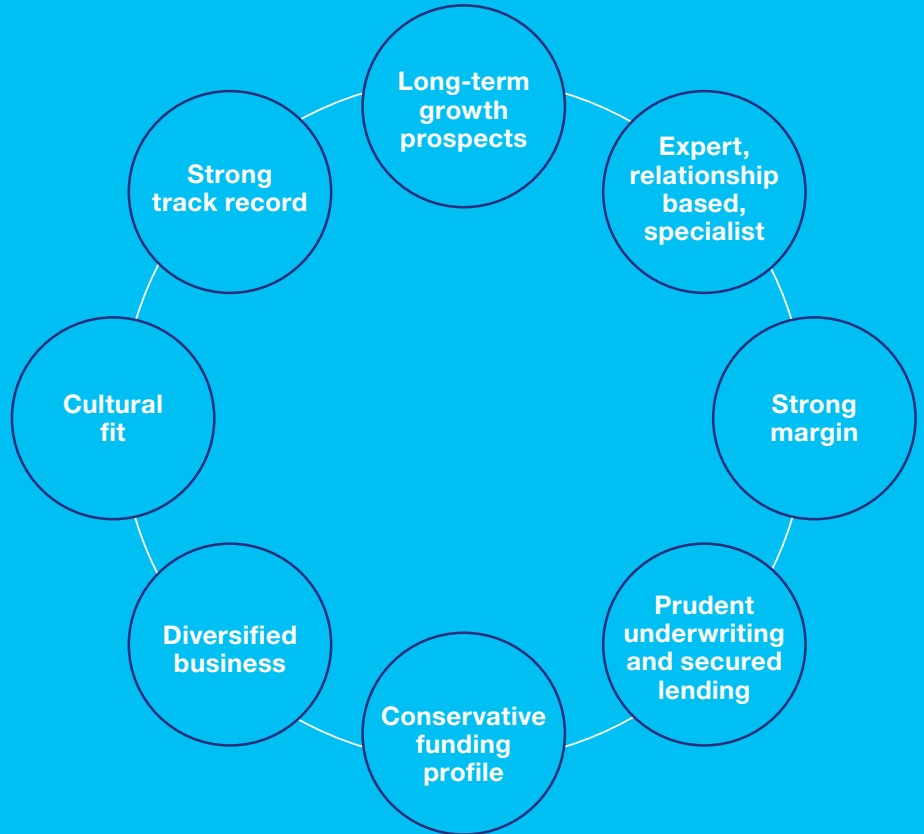 Long-term
growth
prospects
Expert,
relationship
based,
specialist
Strong
margin
Prudent
underwriting
and secured
lending
Conservative
funding
profile
Diversified
business
Cultural
fit
Strong
track record